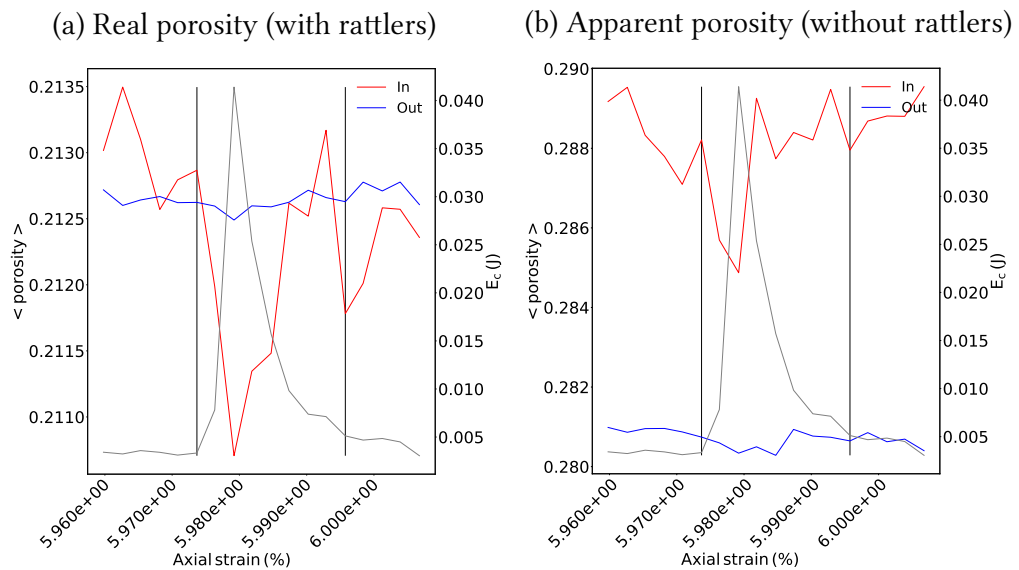 (a) Real porosity (with rattlers)
0.2135
0.2130
0.2125
0.2120
0.2115
0.2110
< porosity >
In
Out
0.040
0.035
0.030
0.025
0.020
0.015
0.010
0.005
E_c (J)
5.960e+00
5.970e+00
5.980e+00
5.990e+00
6.000e+00
Axial strain (%)
(b) Apparent porosity (without rattlers)
0.290
0.288
0.286
0.284
0.282
0.280
< porosity >
In
Out
0.040
0.035
0.030
0.025
0.020
0.015
0.010
0.005
E_c (J)
5.960e+00
5.970e+00
5.980e+00
5.990e+00
6.000e+00
Axial strain (%)